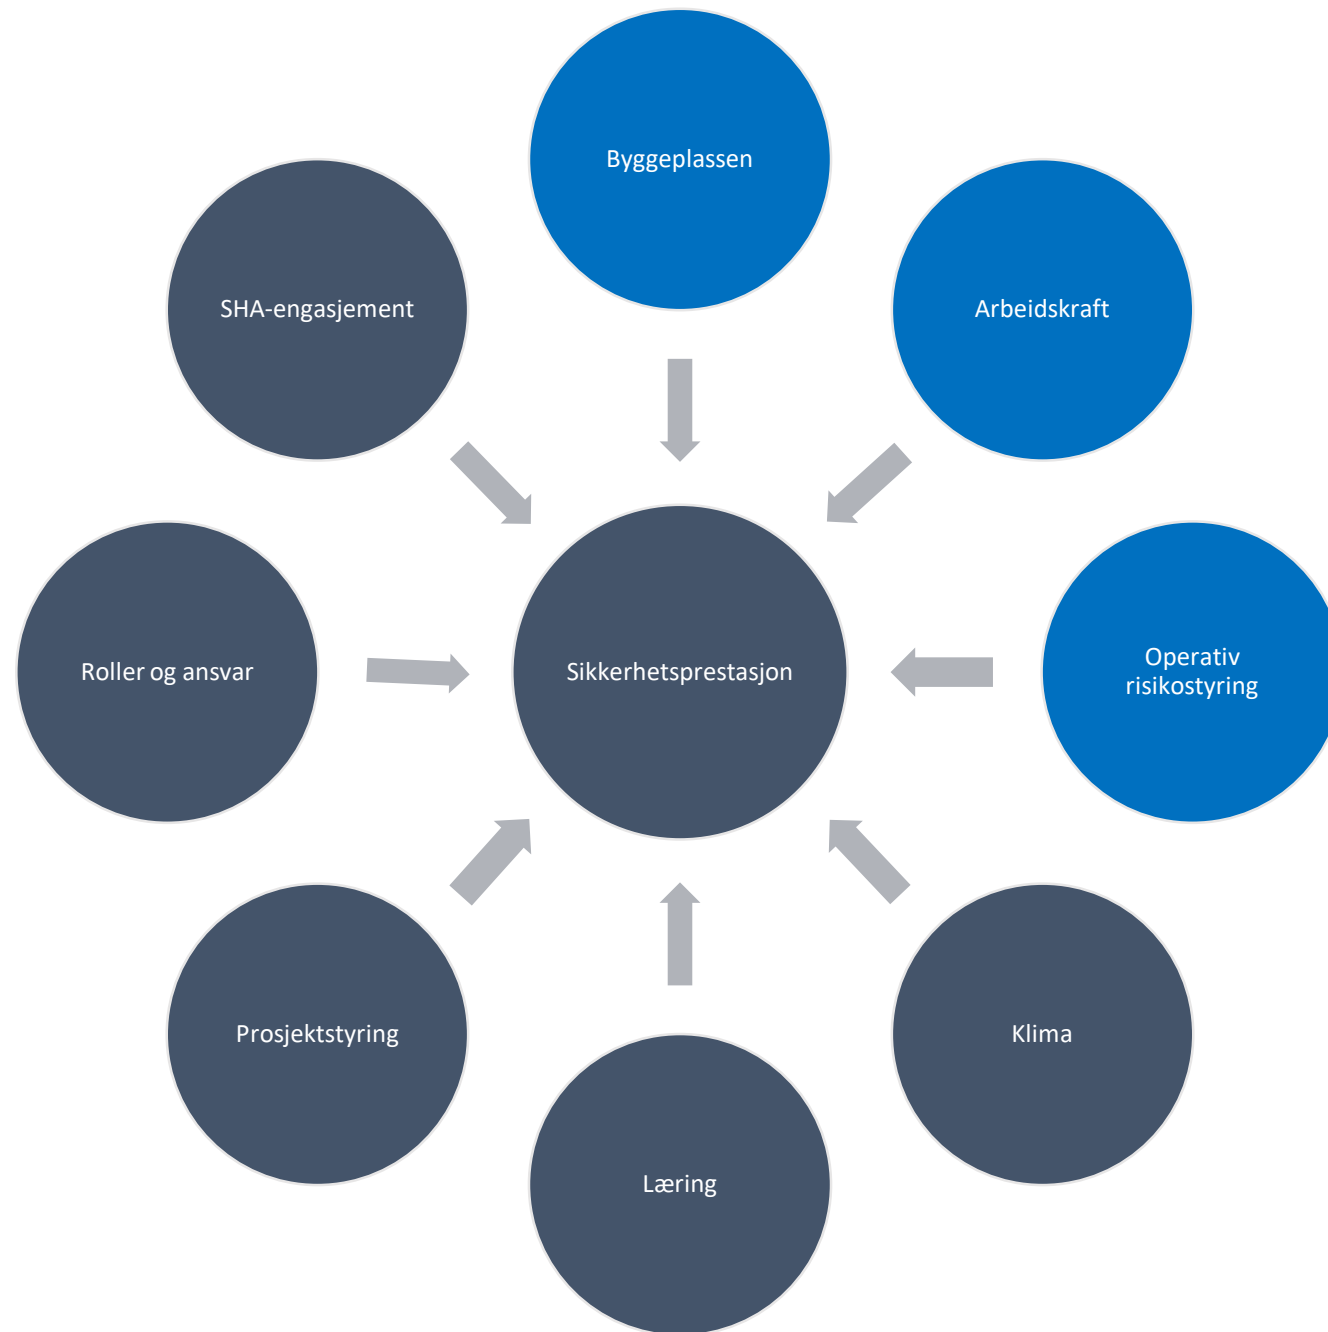 Byggeplassen
SHA-engasjement
Arbeidskraft
Roller og ansvar
Sikkerhetsprestasjon
Operativ
risikostyring
Prosjektstyring
Klima
Læring